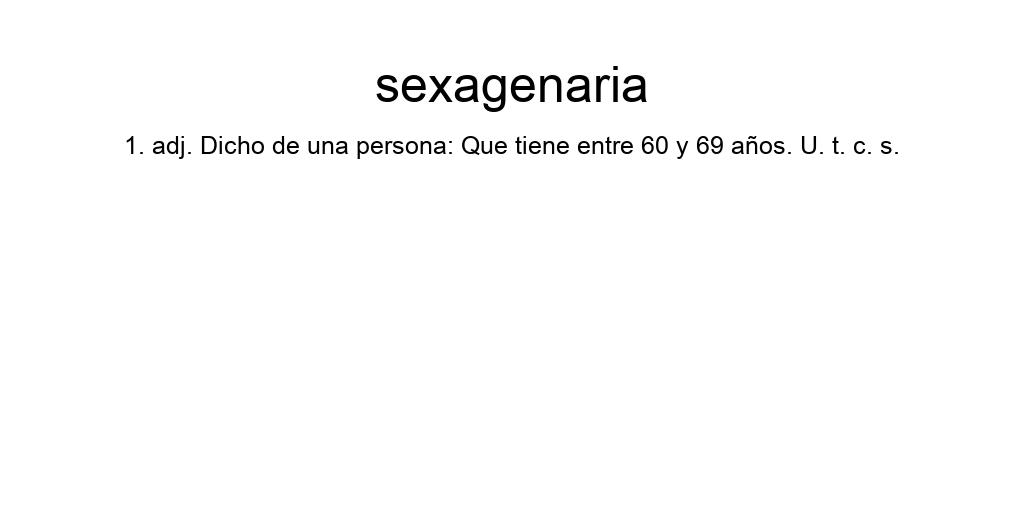 sexagenaria
1. adj. Dicho de una persona: Que tiene entre 60 y 69 años. U. t. c. s.